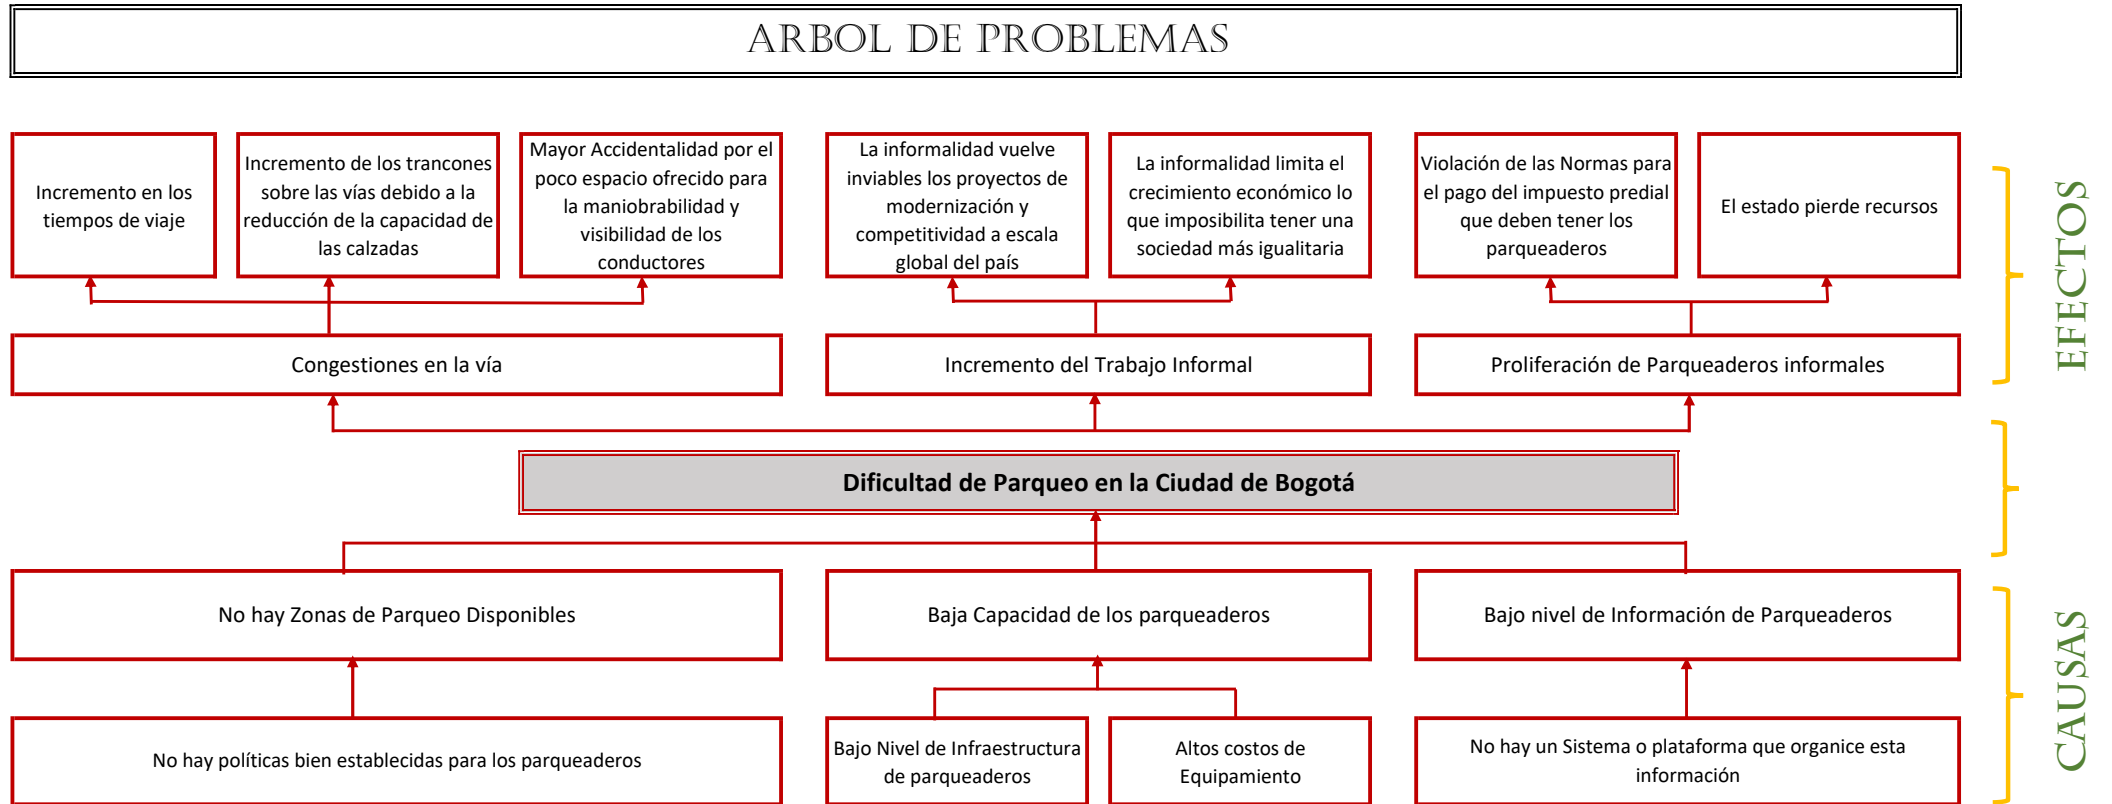 ARBOL DE PROBLEMAS
Incremento en los
tiempos de viaje
Incremento de los trancones
sobre las vías debido a la
reducción de la capacidad de
las calzadas
Mayor Accidentalidad por el
poco espacio ofrecido para
la maniobrabilidad y
visibilidad de los
conductores
La informalidad vuelve
inviables los proyectos de
modernización y
competitividad a escala
global del país
La informalidad limita el
crecimiento económico lo
que imposibilita tener una
sociedad más igualitaria
Violación de las Normas para
el pago del impuesto predial
que deben tener los
parqueaderos
El estado pierde recursos
EFECTOS
Congestiones en la vía
Incremento del Trabajo Informal
Proliferación de Parqueaderos informales
Dificultad de Parqueo en la Ciudad de Bogotá
No hay Zonas de Parqueo Disponibles
Baja Capacidad de los parqueaderos
Bajo nivel de Información de Parqueaderos
CAUSAS
No hay políticas bien establecidas para los parqueaderos
Bajo Nivel de Infraestructura
de parqueaderos
Altos costos de
Equipamiento
No hay un Sistema o plataforma que organice esta
información